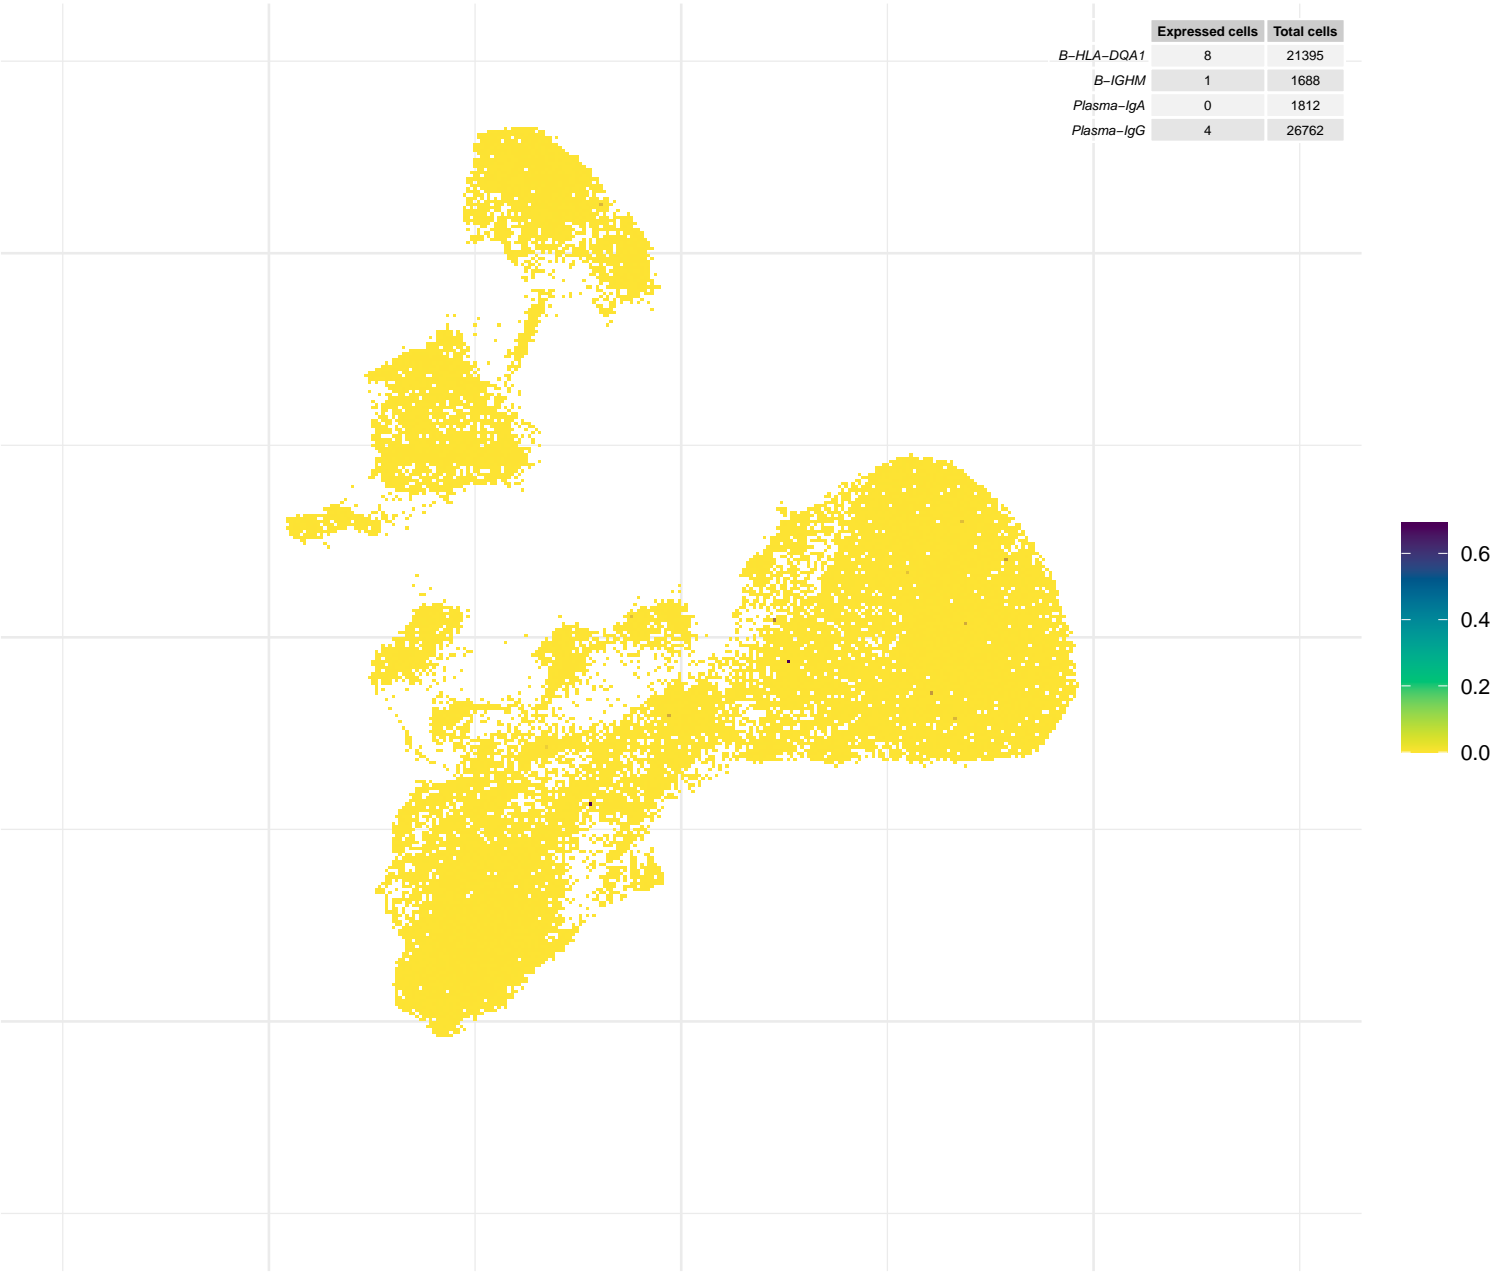 Expressed cells Total cells
B−HLA−DQA1 8 21395
B−IGHM 1 1688
Plasma−IgA 0 1812
Plasma−IgG 4 26762
0.6
0.4
0.2
0.0